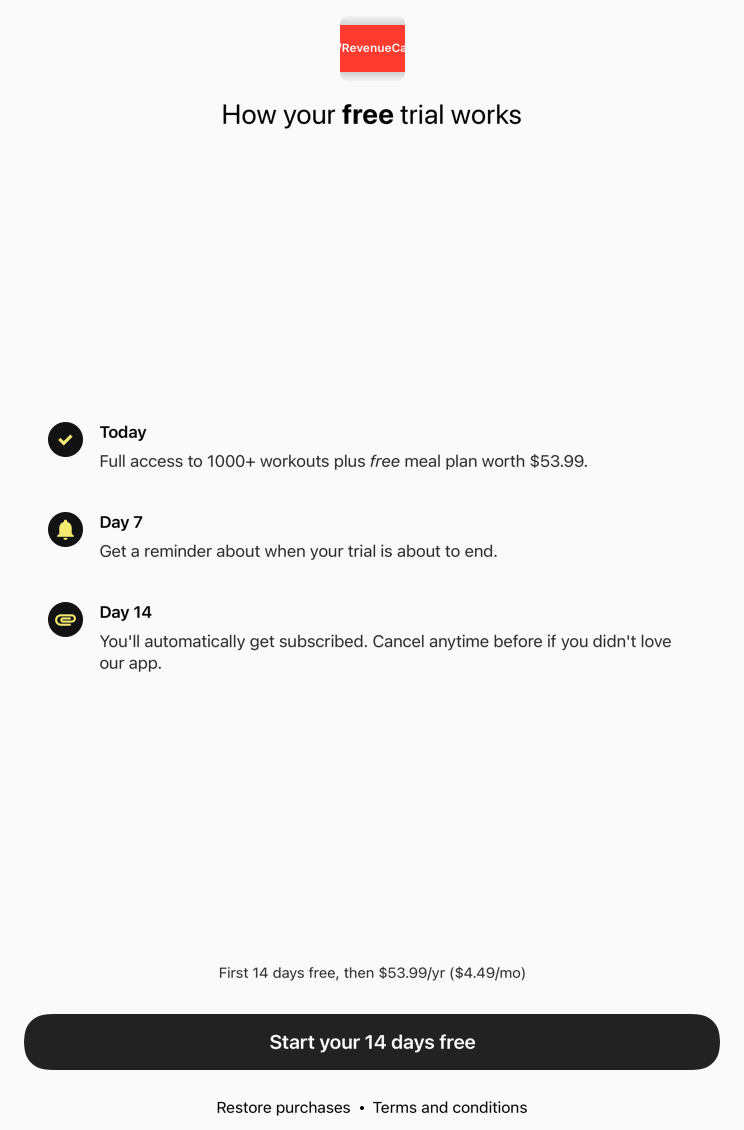 RevenueCa
How your free trial works
Today
Full access to 1000+ workouts plus free meal plan worth $53.99.
Day 7
Get a reminder about when your trial is about to end.
Day 14
You'll automatically get subscribed. Cancel anytime before if you didn't love
our app.
First 14 days free, then $53.99/yr ($4.49/mo)
Start your 14 days free
Restore purchases • Terms and conditions